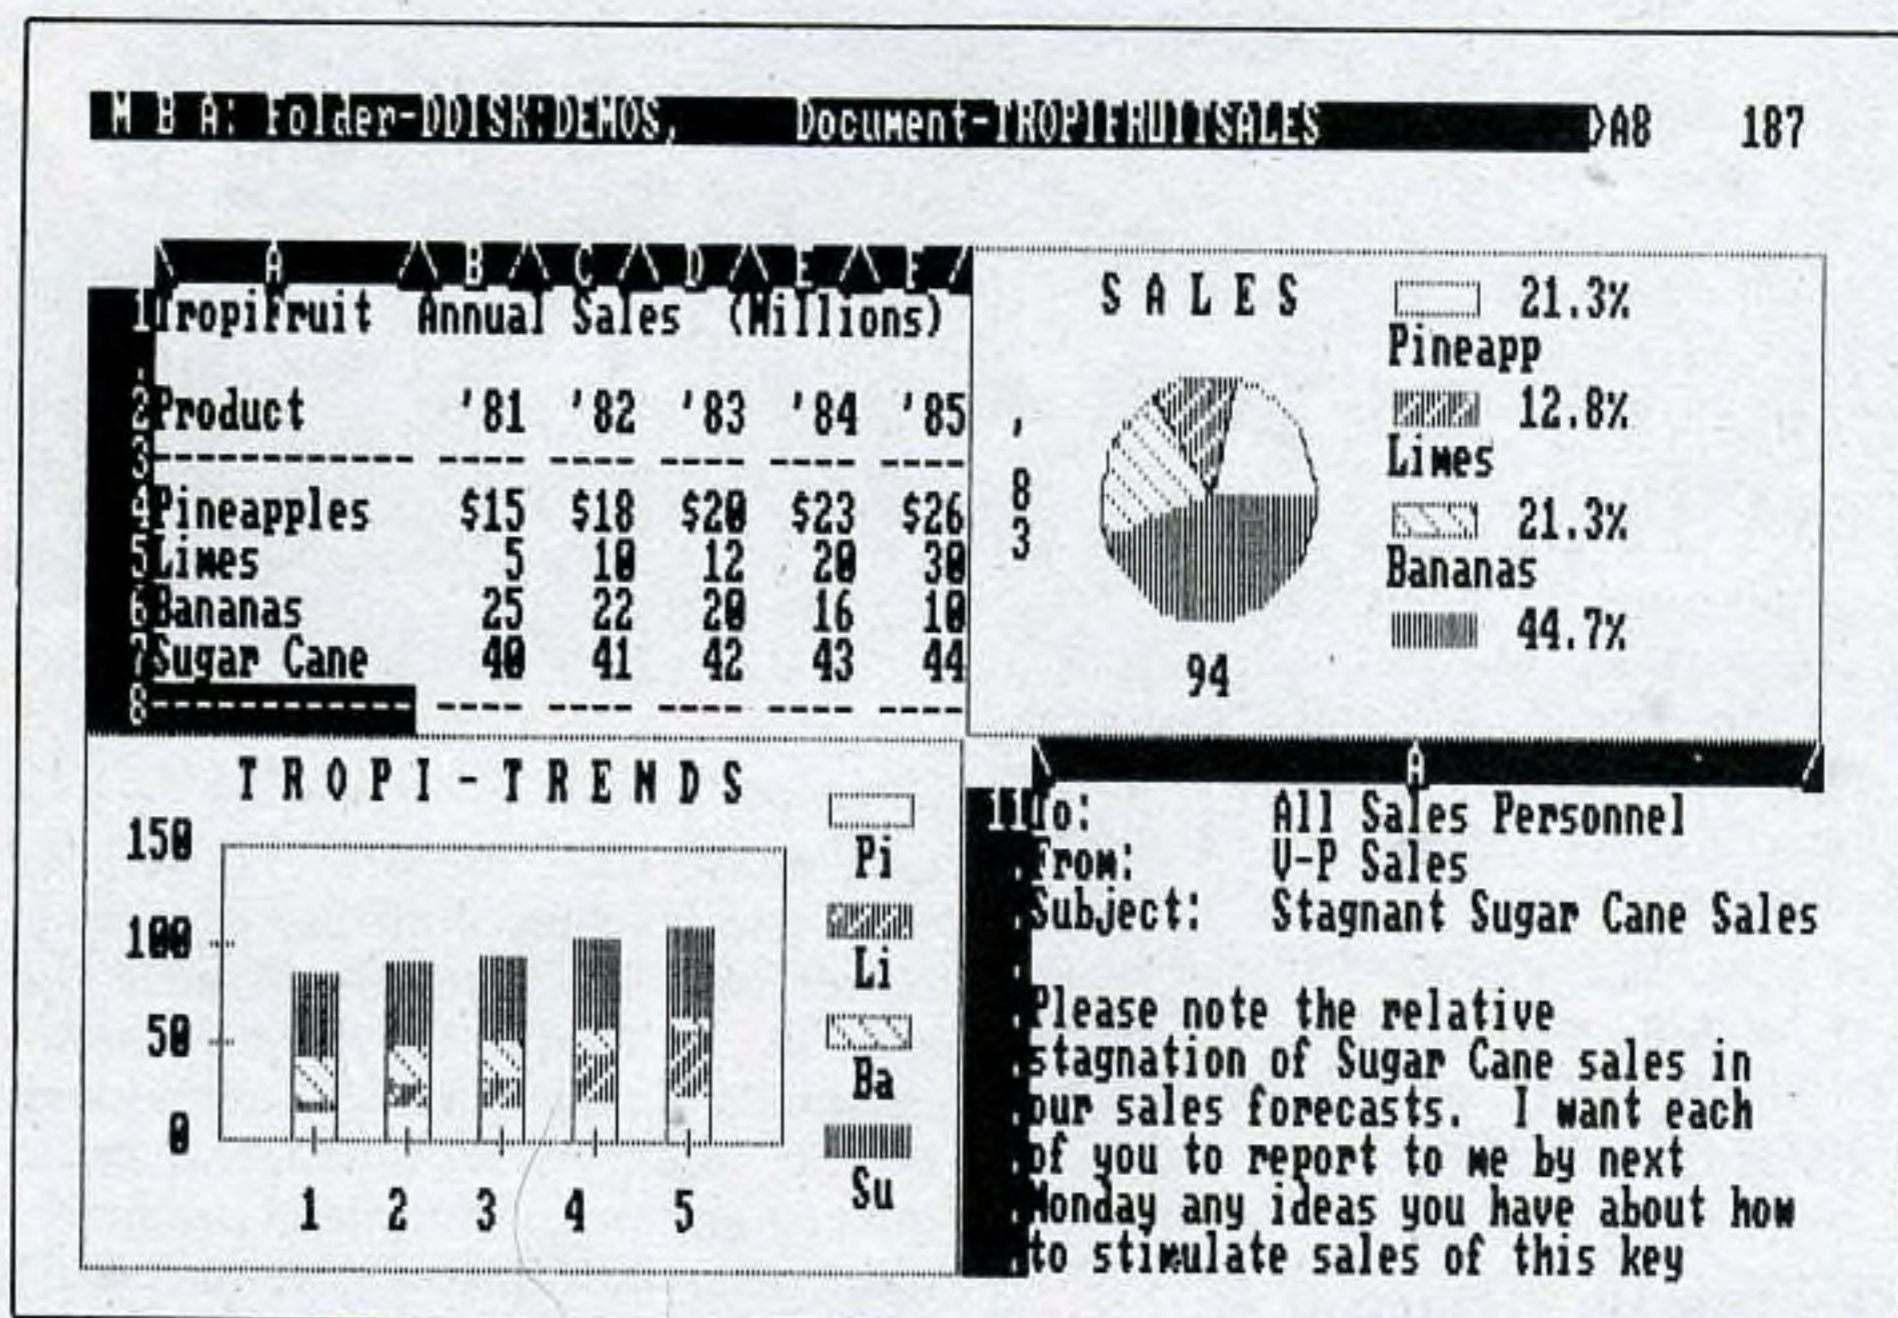 M B A: Folder-DDISK:DEMOS, Document-TROPIFRUITSALES >A8 187
A B C D E F
1 TropiFruit Annual Sales (Millions)
2 Product '81 '82 '83 '84 '85
3 ------------ ---- ---- ---- ---- ----
4 Pineapples $15 $18 $20 $23 $26
5 Limes 5 10 12 20 30
6 Bananas 25 22 20 16 10
7 Sugar Cane 40 41 42 43 44
8 ------------ ---- ---- ---- ---- ----
S A L E S
'83
94
21.3%
Pineapp
12.8%
Limes
21.3%
Bananas
44.7%
T R O P I - T R E N D S
150
100
50
0
1 2 3 4 5
Pi
Li
Ba
Su
A
11 To: All Sales Personnel
From: V-P Sales
Subject: Stagnant Sugar Cane Sales
Please note the relative
stagnation of Sugar Cane sales in
our sales forecasts. I want each
of you to report to me by next
Monday any ideas you have about how
to stimulate sales of this key